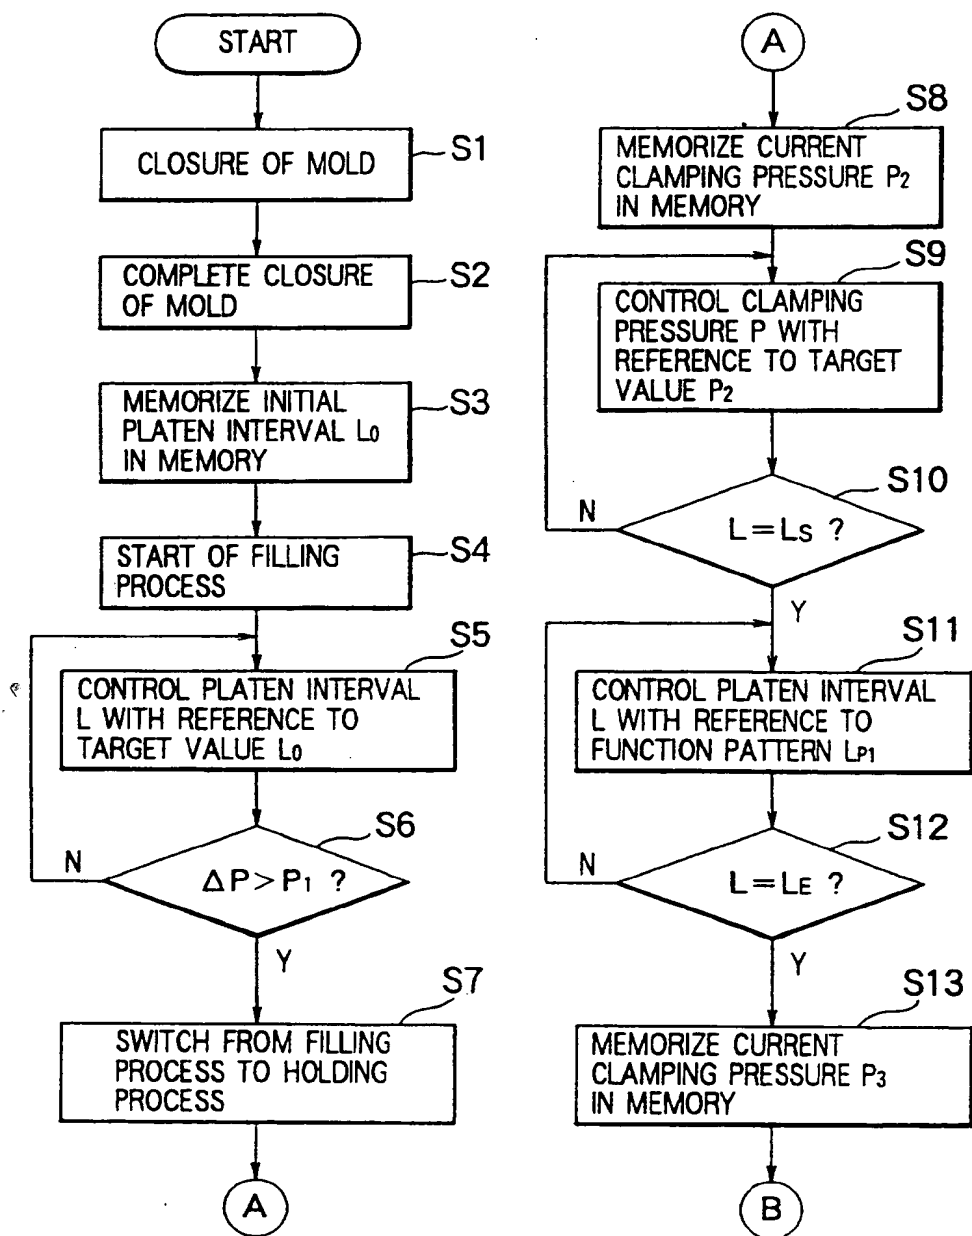 START
S1
CLOSURE OF MOLD
S2
COMPLETE CLOSURE
OF MOLD
S3
MEMORIZE INITIAL
PLATEN INTERVAL L0
IN MEMORY
S4
START OF FILLING
PROCESS
S5
CONTROL PLATEN INTERVAL
L WITH REFERENCE TO
TARGET VALUE L0
S6
N
ΔP>P1 ?
Y
S7
SWITCH FROM FILLING
PROCESS TO HOLDING
PROCESS
A
A
S8
MEMORIZE CURRENT
CLAMPING PRESSURE P2
IN MEMORY
S9
CONTROL CLAMPING
PRESSURE P WITH
REFERENCE TO TARGET
VALUE P2
S10
N
L=LS ?
Y
S11
CONTROL PLATEN INTERVAL
L WITH REFERENCE TO
FUNCTION PATTERN LP1
S12
N
L=LE ?
Y
S13
MEMORIZE CURRENT
CLAMPING PRESSURE P3
IN MEMORY
B